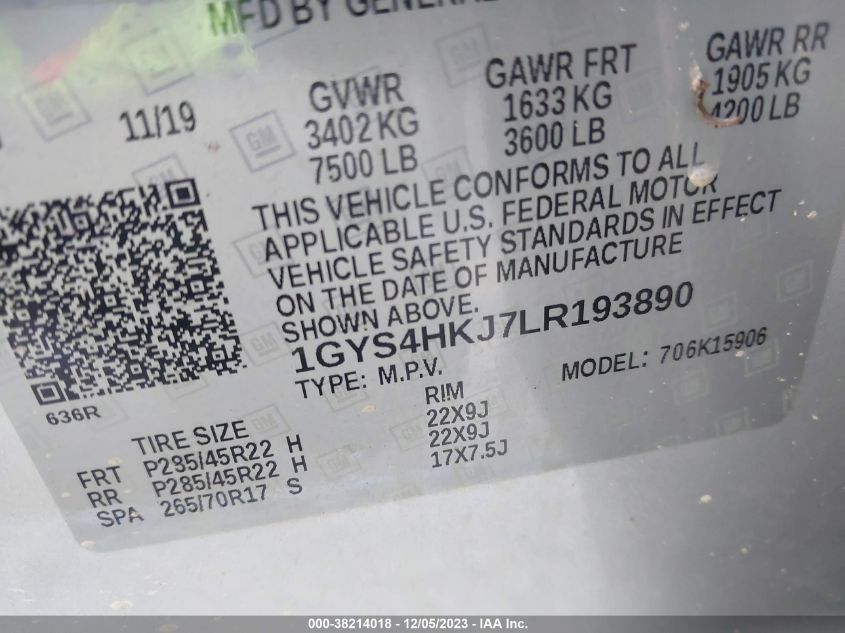 MFD BY GENERAL
11/19
GVWR
3402 KG
7500 LB
GAWR FRT
1633 KG
3600 LB
GAWR RR
1905 KG
4200 LB
THIS VEHICLE CONFORMS TO ALL
APPLICABLE U.S. FEDERAL MOTOR
VEHICLE SAFETY STANDARDS IN EFFECT
ON THE DATE OF MANUFACTURE
SHOWN ABOVE.
1GYS4HKJ7LR193890
TYPE: M.P.V.
MODEL: 706K15906
636R
TIRE SIZE RIM
FRT P285/45R22 H 22X9J
RR P285/45R22 H 22X9J
SPA 265/70R17 S 17X7.5J
000-38214018 - 12/05/2023 - IAA Inc.